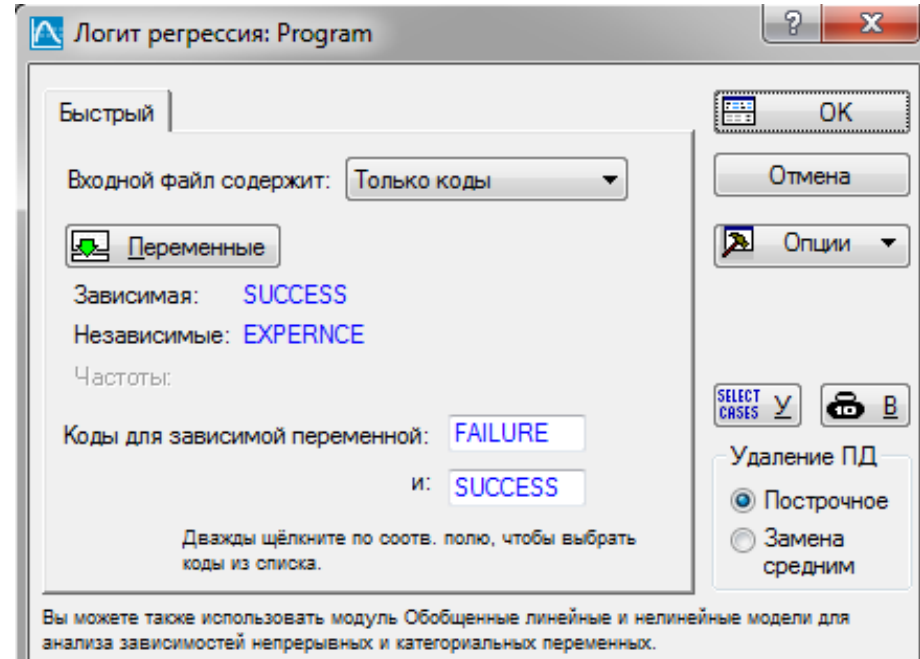 Логит регрессия: Program
?
Быстрый
OK
Входной файл содержит: Только коды
Отмена
Переменные
Опции
Зависимая: SUCCESS
Независимые: EXPERNCE
Частоты:
SELECT CASES У
10 В
Коды для зависимой переменной: FAILURE
и: SUCCESS
Удаление ПД
Построчное
Замена
средним
Дважды щёлкните по соотв. полю, чтобы выбрать
коды из списка.
Вы можете также использовать модуль Обобщенные линейные и нелинейные модели для
анализа зависимостей непрерывных и категориальных переменных.